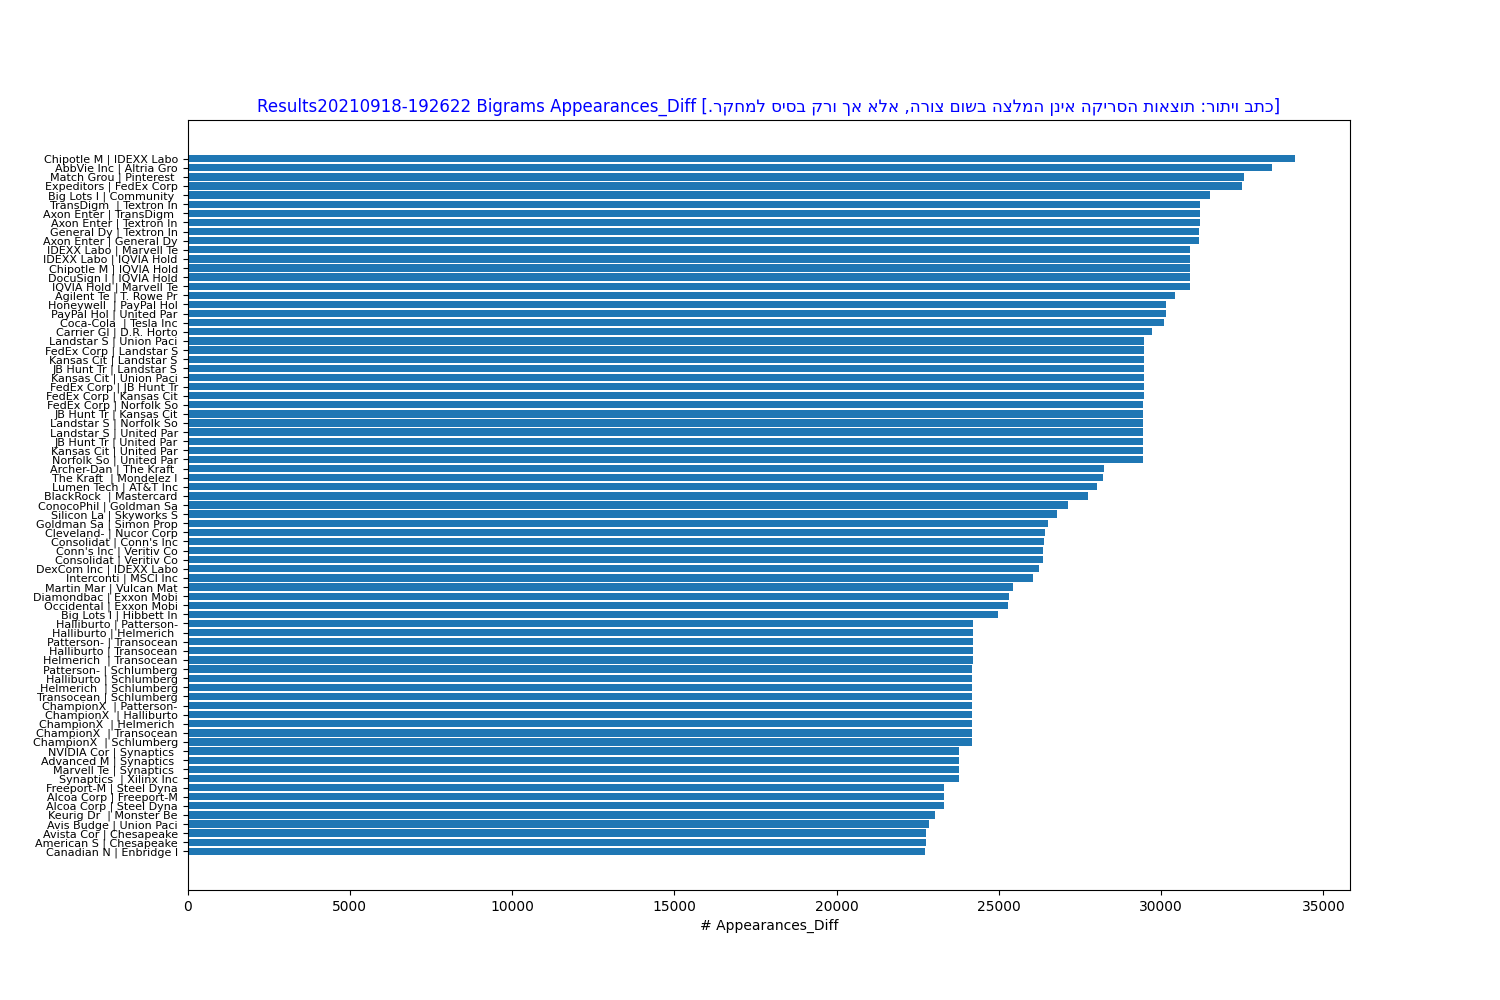 Results20210918-192622 Bigrams Appearances_Diff [כתב ויתור: תוצאות הסריקה אינן המלצה בשום צורה, אלא אך ורק בסיס למחקר.]
Chipotle M | IDEXX Labo
AbbVie Inc | Altria Gro
Match Grou | Pinterest
Expeditors | FedEx Corp
Big Lots I | Community
TransDigm | Textron In
Axon Enter | TransDigm
Axon Enter | Textron In
General Dy | Textron In
Axon Enter | General Dy
IDEXX Labo | Marvell Te
IDEXX Labo | IQVIA Hold
Chipotle M | IQVIA Hold
DocuSign I | IQVIA Hold
IQVIA Hold | Marvell Te
Agilent Te | T. Rowe Pr
Honeywell | PayPal Hol
PayPal Hol | United Par
Coca-Cola | Tesla Inc
Carrier Gl | D.R. Horto
Landstar S | Union Paci
FedEx Corp | Landstar S
Kansas Cit | Landstar S
JB Hunt Tr | Landstar S
Kansas Cit | Union Paci
FedEx Corp | JB Hunt Tr
FedEx Corp | Kansas Cit
FedEx Corp | Norfolk So
JB Hunt Tr | Kansas Cit
Landstar S | Norfolk So
Landstar S | United Par
JB Hunt Tr | United Par
Kansas Cit | United Par
Norfolk So | United Par
Archer-Dan | The Kraft
The Kraft | Mondelez I
Lumen Tech | AT&T Inc
BlackRock | Mastercard
ConocoPhil | Goldman Sa
Silicon La | Skyworks S
Goldman Sa | Simon Prop
Cleveland- | Nucor Corp
Consolidat | Conn's Inc
Conn's Inc | Veritiv Co
Consolidat | Veritiv Co
DexCom Inc | IDEXX Labo
Interconti | MSCI Inc
Martin Mar | Vulcan Mat
Diamondbac | Exxon Mobi
Occidental | Exxon Mobi
Big Lots I | Hibbett In
Halliburto | Patterson-
Halliburto | Helmerich
Patterson- | Transocean
Halliburto | Transocean
Helmerich | Transocean
Patterson- | Schlumberg
Halliburto | Schlumberg
Helmerich | Schlumberg
Transocean | Schlumberg
ChampionX | Patterson-
ChampionX | Halliburto
ChampionX | Helmerich
ChampionX | Transocean
ChampionX | Schlumberg
NVIDIA Cor | Synaptics
Advanced M | Synaptics
Marvell Te | Synaptics
Synaptics | Xilinx Inc
Freeport-M | Steel Dyna
Alcoa Corp | Freeport-M
Alcoa Corp | Steel Dyna
Keurig Dr | Monster Be
Avis Budge | Union Paci
Avista Cor | Chesapeake
American S | Chesapeake
Canadian N | Enbridge I
0 5000 10000 15000 20000 25000 30000 35000
# Appearances_Diff